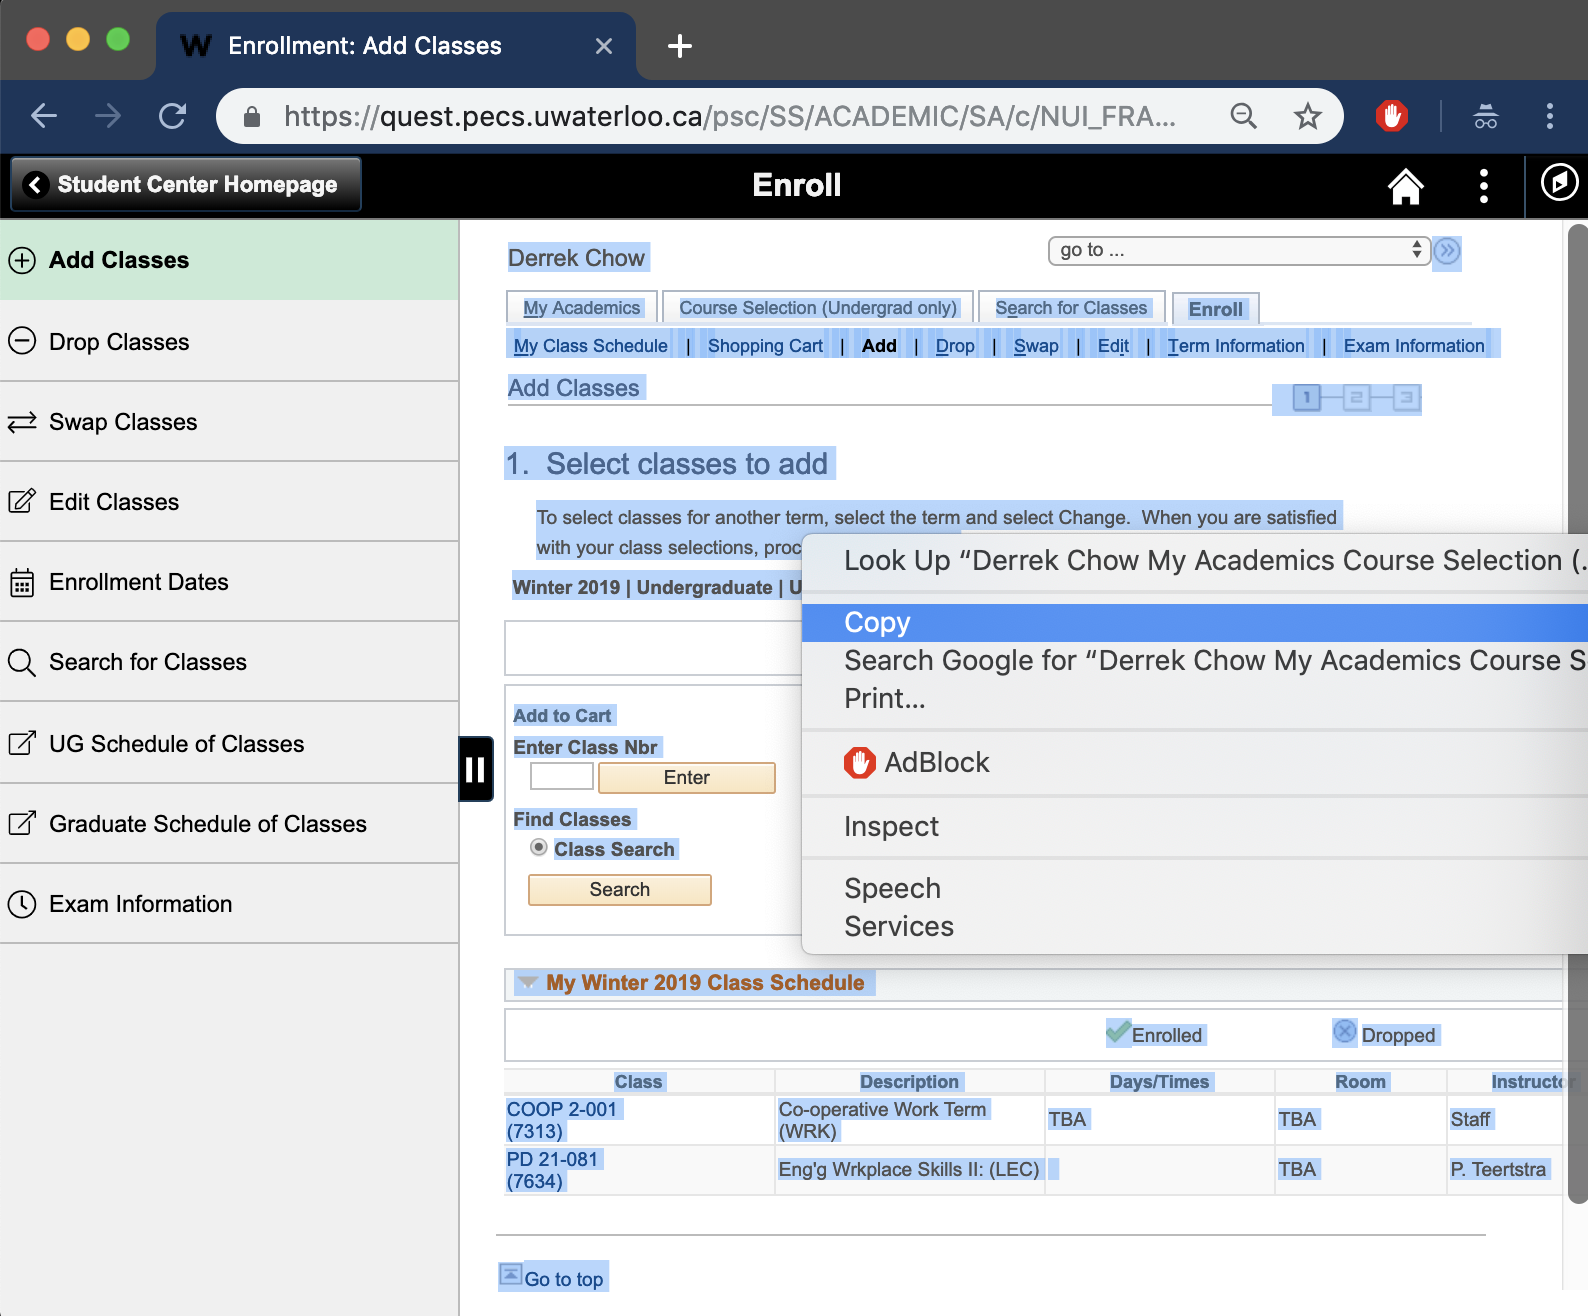 W Enrollment: Add Classes
https://quest.pecs.uwaterloo.ca/psc/SS/ACADEMIC/SA/c/NUI_FRA...
Student Center Homepage
Enroll
Add Classes
Drop Classes
Swap Classes
Edit Classes
Enrollment Dates
Search for Classes
UG Schedule of Classes
Graduate Schedule of Classes
Exam Information
Derrek Chow
go to ...
My Academics Course Selection (Undergrad only) Search for Classes Enroll
My Class Schedule | Shopping Cart | Add | Drop | Swap | Edit | Term Information | Exam Information
Add Classes
1 2 3
1. Select classes to add
To select classes for another term, select the term and select Change. When you are satisfied
with your class selections, proc
Winter 2019 | Undergraduate | U
Add to Cart
Enter Class Nbr
Enter
Find Classes
Class Search
Search
Look Up “Derrek Chow My Academics Course Selection (.
Copy
Search Google for “Derrek Chow My Academics Course S
Print...
AdBlock
Inspect
Speech
Services
My Winter 2019 Class Schedule
Enrolled Dropped
Class Description Days/Times Room Instructor
COOP 2-001
(7313)
Co-operative Work Term
(WRK)
TBA
TBA
Staff
PD 21-081
(7634)
Eng'g Wrkplace Skills II: (LEC)
TBA
P. Teertstra
Go to top